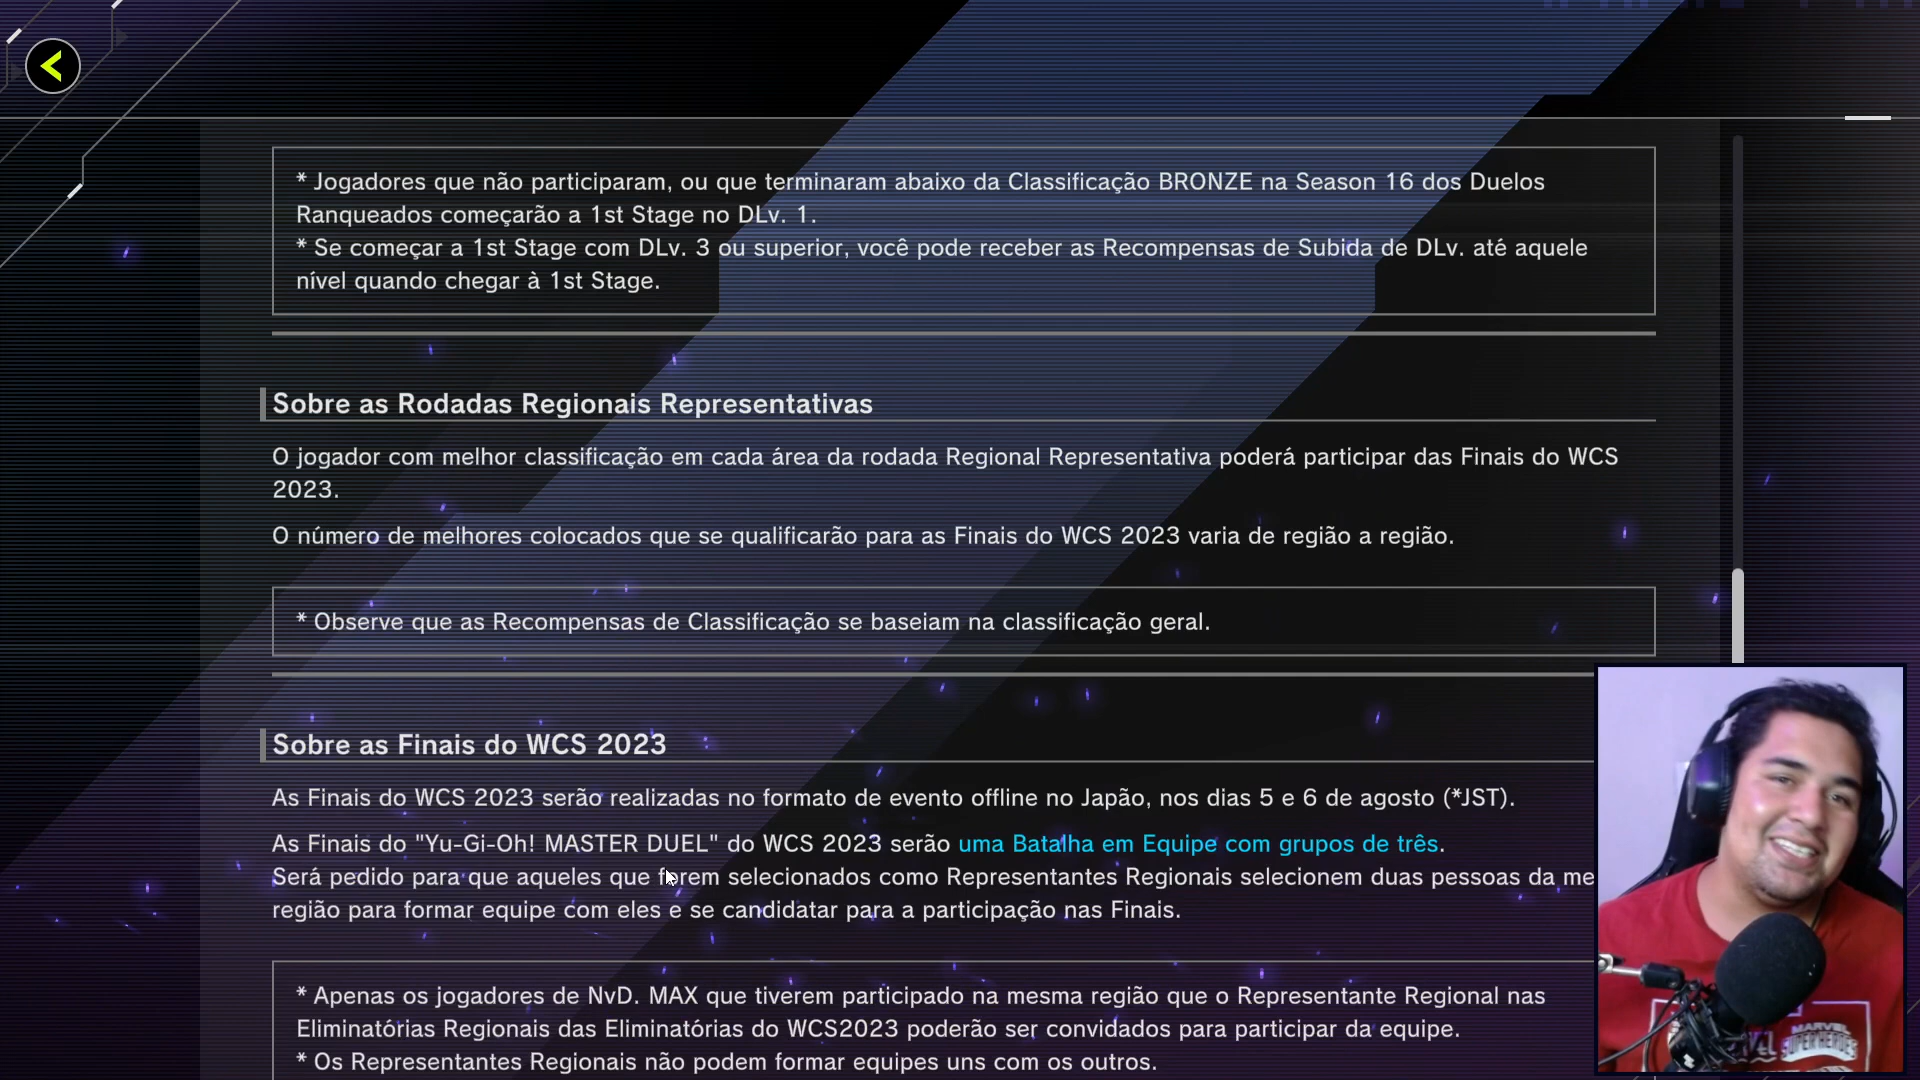 * Jogadores que não participaram, ou que terminaram abaixo da Classificação BRONZE na Season 16 dos Duelos
Ranqueados começarão a 1st Stage no DLv. 1.
* Se começar a 1st Stage com DLv. 3 ou superior, você pode receber as Recompensas de Subida de DLv. até aquele
nível quando chegar à 1st Stage.
Sobre as Rodadas Regionais Representativas
O jogador com melhor classificação em cada área da rodada Regional Representativa poderá participar das Finais do WCS
2023.
O número de melhores colocados que se qualificarão para as Finais do WCS 2023 varia de região a região.
* Observe que as Recompensas de Classificação se baseiam na classificação geral.
Sobre as Finais do WCS 2023
As Finais do WCS 2023 serão realizadas no formato de evento offline no Japão, nos dias 5 e 6 de agosto (*JST).
As Finais do "Yu-Gi-Oh! MASTER DUEL" do WCS 2023 serão uma Batalha em Equipe com grupos de três.
Será pedido para que aqueles que forem selecionados como Representantes Regionais selecionem duas pessoas da me
região para formar equipe com eles e se candidatar para a participação nas Finais.
* Apenas os jogadores de NvD. MAX que tiverem participado na mesma região que o Representante Regional nas
Eliminatórias Regionais das Eliminatórias do WCS2023 poderão ser convidados para participar da equipe.
* Os Representantes Regionais não podem formar equipes uns com os outros.
MARVEL